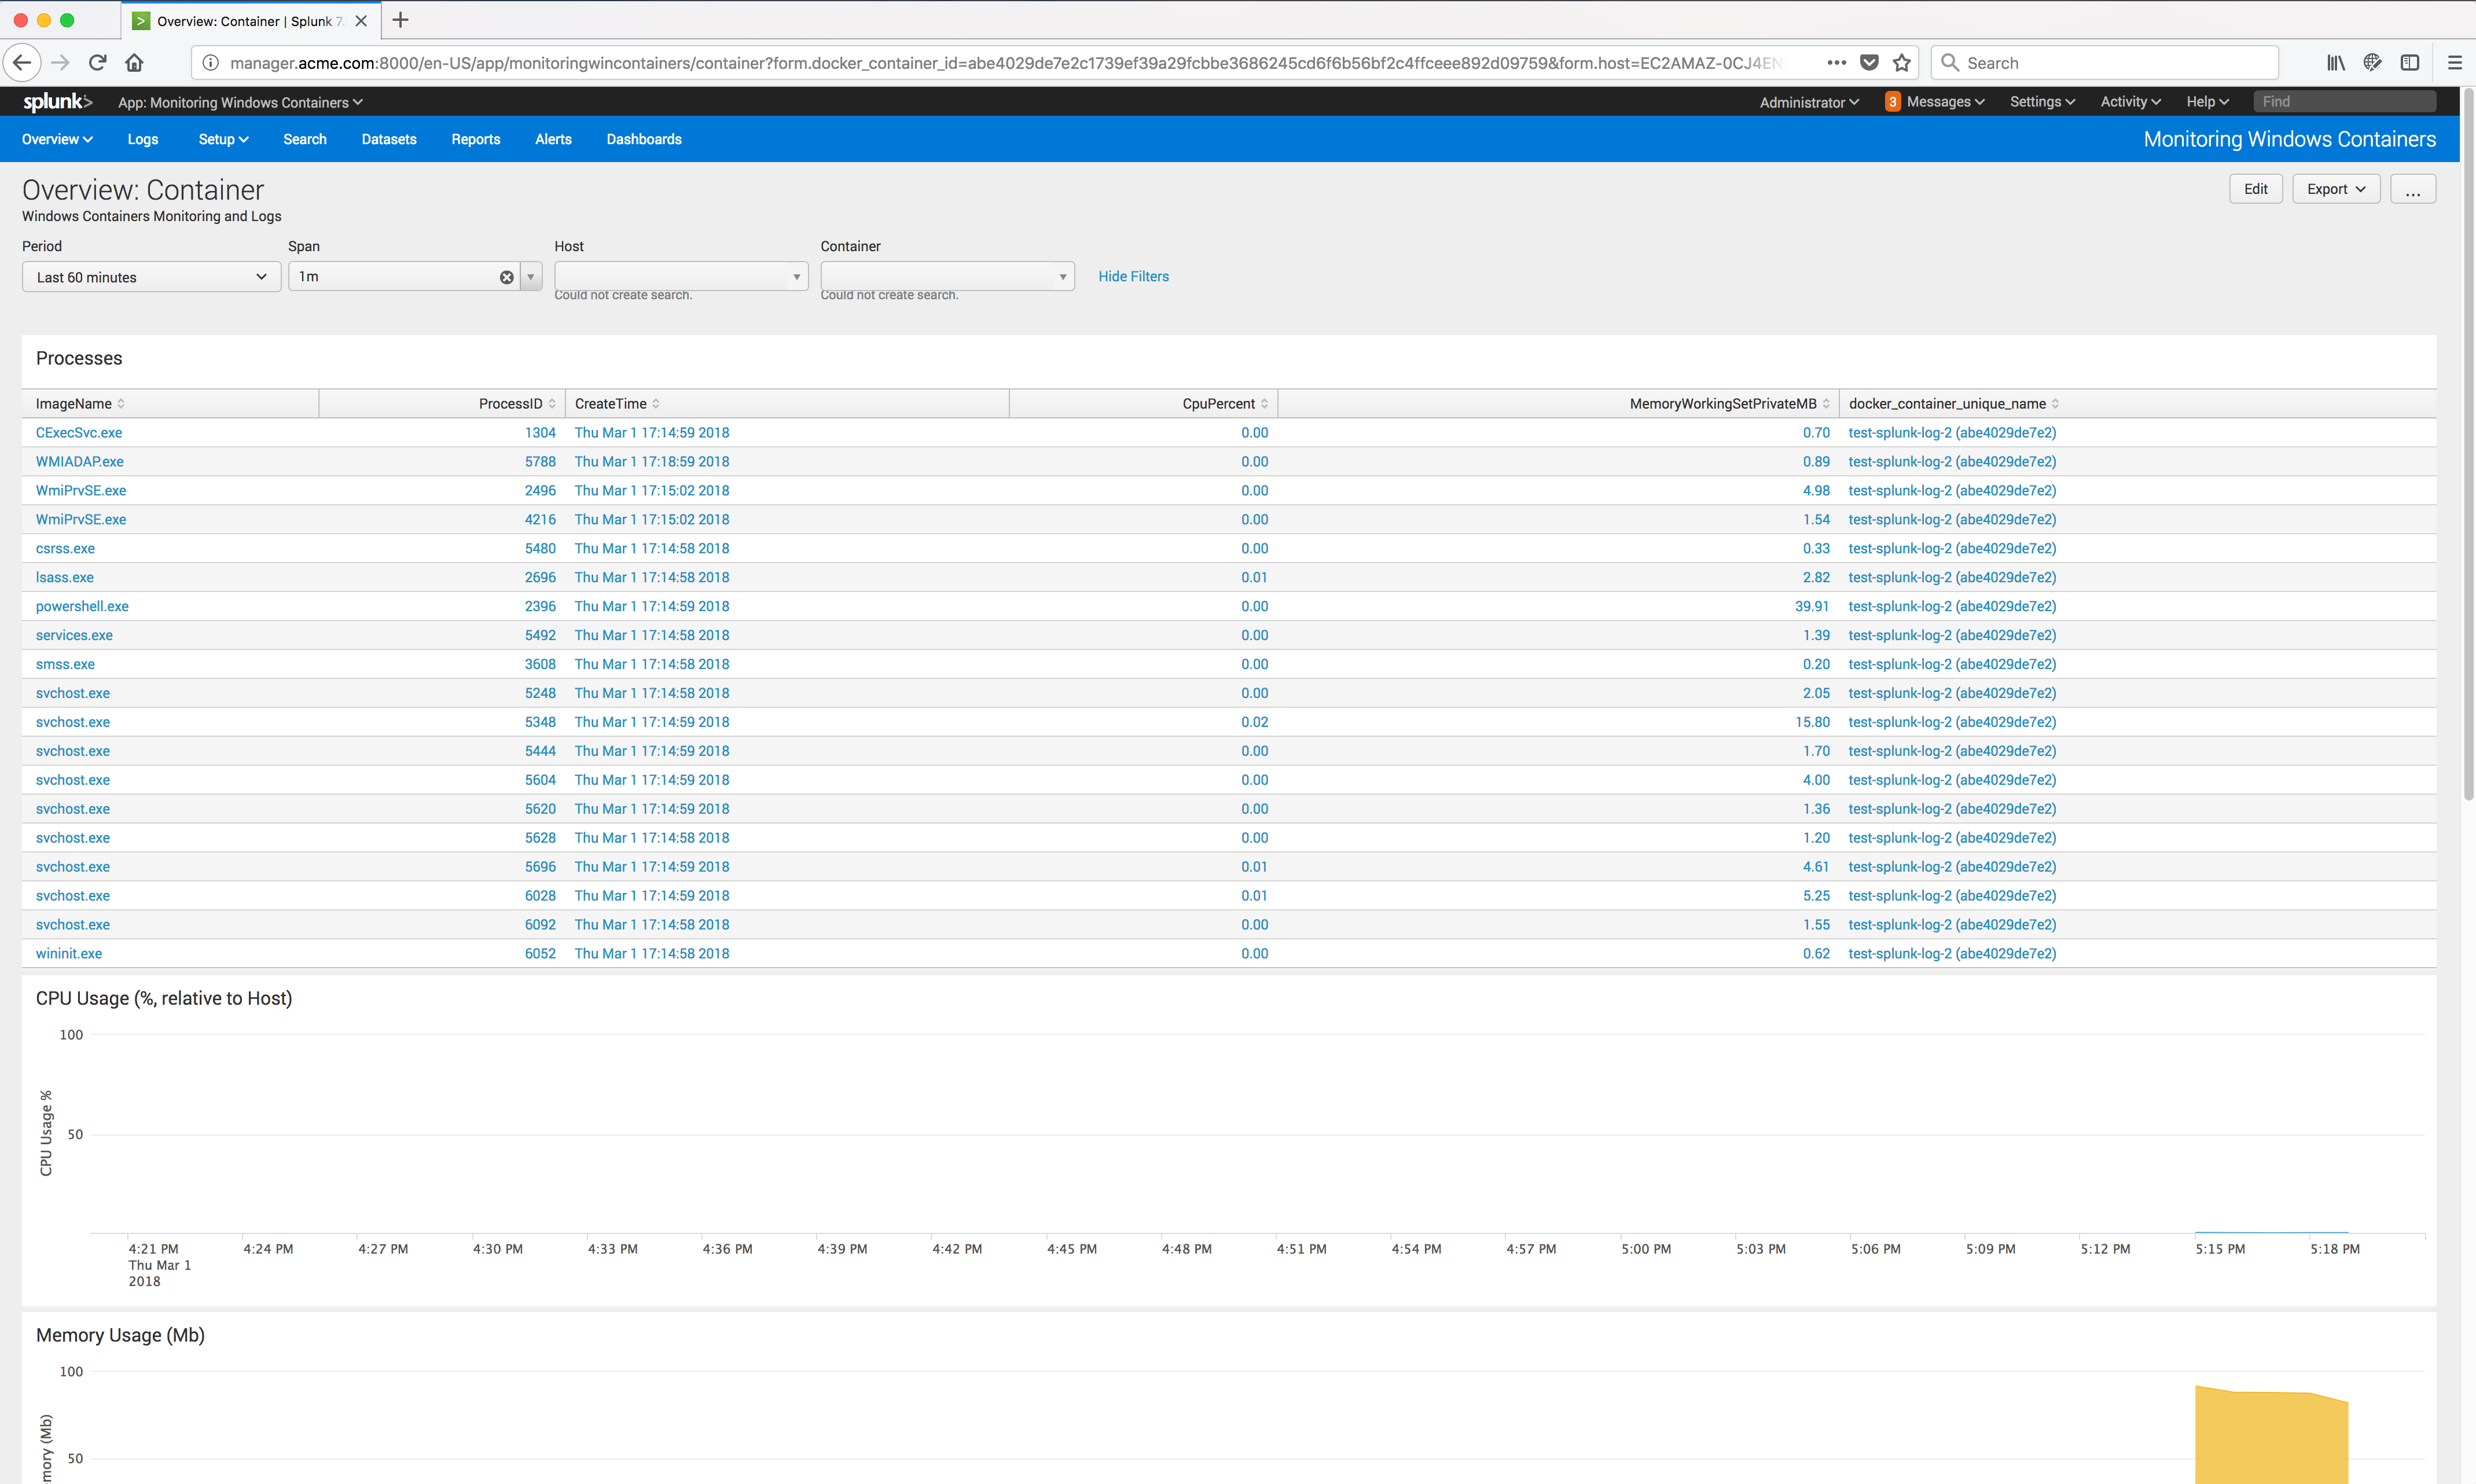 Overview: Container | Splunk 7.
manager.acme.com:8000/en-US/app/monitoringwincontainers/container?form.docker_container_id=abe4029de7e2c1739ef39a29fcbbe3686245cd6f6b56bf2c4ffceee892d09759&form.host=EC2AMAZ-0CJ4EN
Search
splunk> App: Monitoring Windows Containers Administrator 3 Messages Settings Activity Help Find
Overview Logs Setup Search Datasets Reports Alerts Dashboards Monitoring Windows Containers
Overview: Container Edit Export ...
Windows Containers Monitoring and Logs
Period Span Host Container
Last 60 minutes 1m Hide Filters
Could not create search. Could not create search.
Processes
ImageName ProcessID CreateTime CpuPercent MemoryWorkingSetPrivateMB docker_container_unique_name
CExecSvc.exe 1304 Thu Mar 1 17:14:59 2018 0.00 0.70 test-splunk-log-2 (abe4029de7e2)
WMIADAP.exe 5788 Thu Mar 1 17:18:59 2018 0.00 0.89 test-splunk-log-2 (abe4029de7e2)
WmiPrvSE.exe 2496 Thu Mar 1 17:15:02 2018 0.00 4.98 test-splunk-log-2 (abe4029de7e2)
WmiPrvSE.exe 4216 Thu Mar 1 17:15:02 2018 0.00 1.54 test-splunk-log-2 (abe4029de7e2)
csrss.exe 5480 Thu Mar 1 17:14:58 2018 0.00 0.33 test-splunk-log-2 (abe4029de7e2)
lsass.exe 2696 Thu Mar 1 17:14:58 2018 0.01 2.82 test-splunk-log-2 (abe4029de7e2)
powershell.exe 2396 Thu Mar 1 17:14:59 2018 0.00 39.91 test-splunk-log-2 (abe4029de7e2)
services.exe 5492 Thu Mar 1 17:14:58 2018 0.00 1.39 test-splunk-log-2 (abe4029de7e2)
smss.exe 3608 Thu Mar 1 17:14:58 2018 0.00 0.20 test-splunk-log-2 (abe4029de7e2)
svchost.exe 5248 Thu Mar 1 17:14:58 2018 0.00 2.05 test-splunk-log-2 (abe4029de7e2)
svchost.exe 5348 Thu Mar 1 17:14:59 2018 0.02 15.80 test-splunk-log-2 (abe4029de7e2)
svchost.exe 5444 Thu Mar 1 17:14:59 2018 0.00 1.70 test-splunk-log-2 (abe4029de7e2)
svchost.exe 5604 Thu Mar 1 17:14:59 2018 0.00 4.00 test-splunk-log-2 (abe4029de7e2)
svchost.exe 5620 Thu Mar 1 17:14:59 2018 0.00 1.36 test-splunk-log-2 (abe4029de7e2)
svchost.exe 5628 Thu Mar 1 17:14:58 2018 0.00 1.20 test-splunk-log-2 (abe4029de7e2)
svchost.exe 5696 Thu Mar 1 17:14:59 2018 0.01 4.61 test-splunk-log-2 (abe4029de7e2)
svchost.exe 6028 Thu Mar 1 17:14:59 2018 0.01 5.25 test-splunk-log-2 (abe4029de7e2)
svchost.exe 6092 Thu Mar 1 17:14:58 2018 0.00 1.55 test-splunk-log-2 (abe4029de7e2)
wininit.exe 6052 Thu Mar 1 17:14:58 2018 0.00 0.62 test-splunk-log-2 (abe4029de7e2)
CPU Usage (%, relative to Host)
100
CPU Usage %
50
4:21 PM 4:24 PM 4:27 PM 4:30 PM 4:33 PM 4:36 PM 4:39 PM 4:42 PM 4:45 PM 4:48 PM 4:51 PM 4:54 PM 4:57 PM 5:00 PM 5:03 PM 5:06 PM 5:09 PM 5:12 PM 5:15 PM 5:18 PM
Thu Mar 1
2018
Memory Usage (Mb)
100
mory (Mb)
50